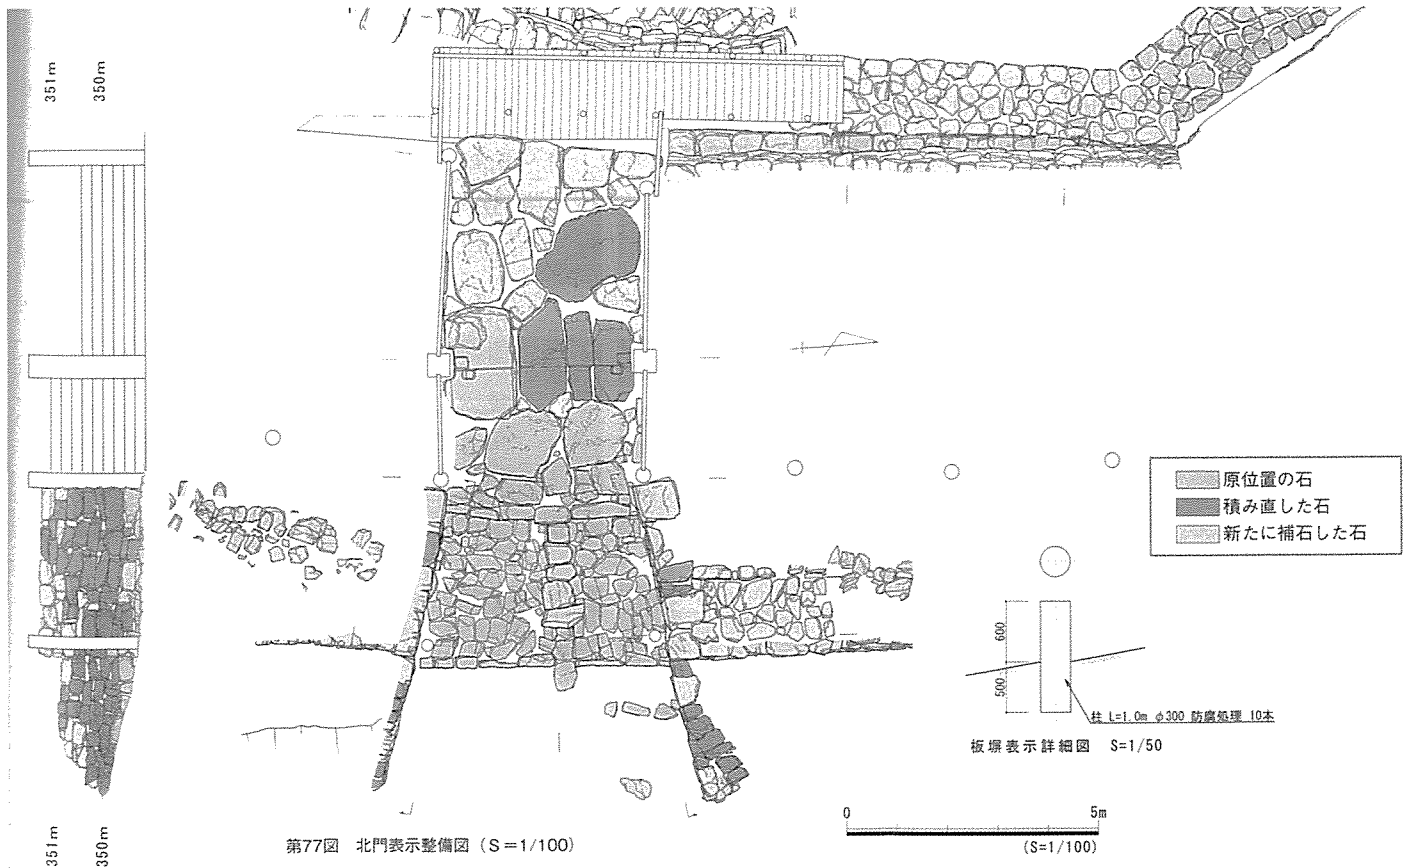 351m
350m
原位置の石
積み直した石
新たに補石した石
600
500
柱 L=1.0m φ300 防腐処理 10本
板塀表示詳細図 S=1/50
0 5m
(S=1/100)
351m
350m
第77図 北門表示整備図（S＝1/100）